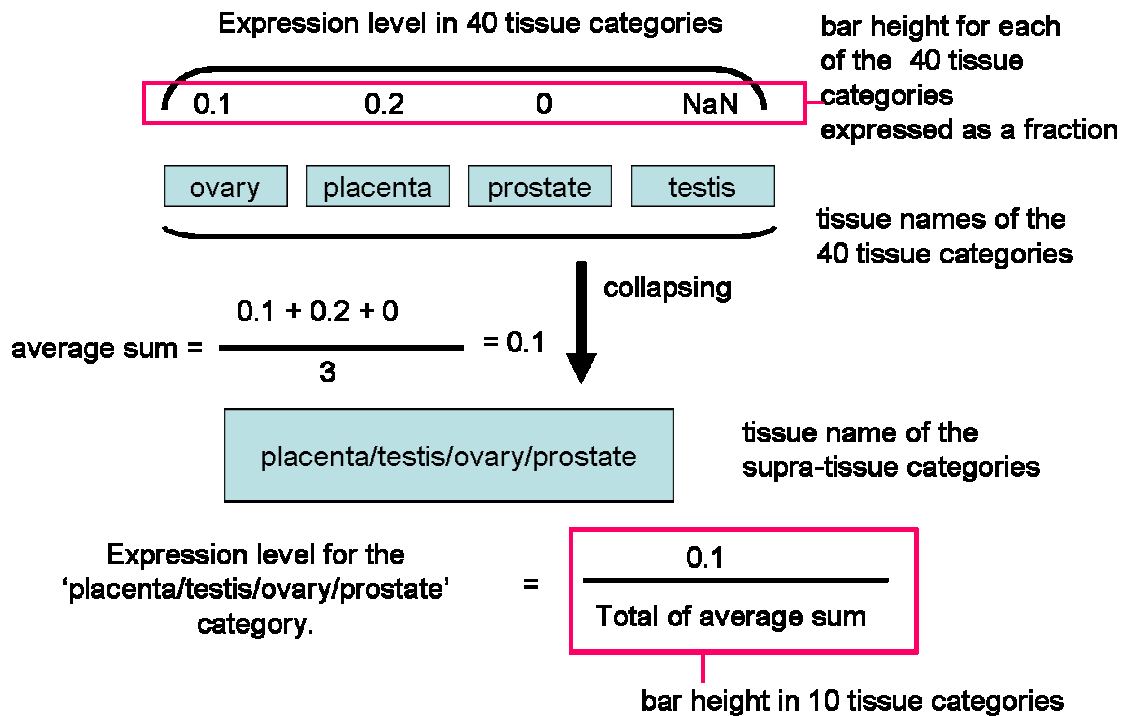 Expression level in 40 tissue categories
bar height for each
of the 40 tissue
categories
expressed as a fraction
0.1 0.2 0 NaN
ovary placenta prostate testis
tissue names of the
40 tissue categories
collapsing
0.1 + 0.2 + 0
average sum = = 0.1
3
placenta/testis/ovary/prostate
tissue name of the
supra-tissue categories
Expression level for the
‘placenta/testis/ovary/prostate’
category.
=
0.1
Total of average sum
bar height in 10 tissue categories